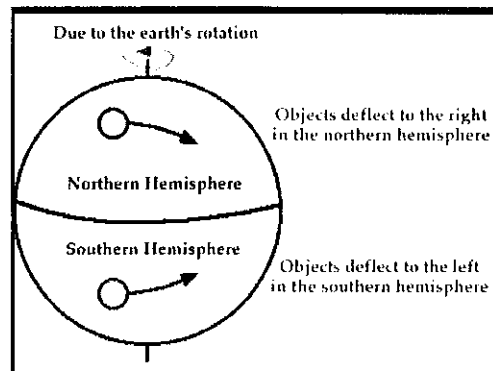 Due to the earth's rotation
Objects deflect to the right
in the northern hemisphere
Northern Hemisphere
Southern Hemisphere
Objects deflect to the left
in the southern hemisphere